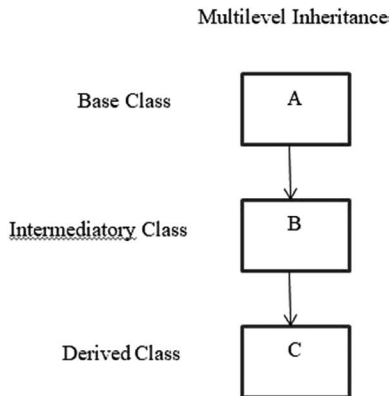 Multilevel Inheritance
Base Class
A
Intermediatory Class
B
Derived Class
C